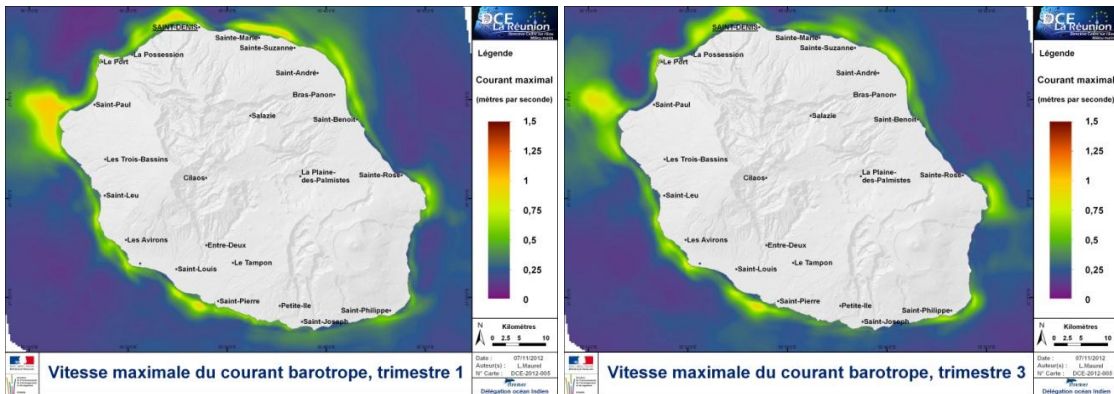 DCE
La Réunion
Légende
Courant maximal
(mètres par seconde)
1,5
1,25
1
0,75
0,5
0,25
0
N
Kilomètres
0 2.5 5 10
Date : 07/11/2012
Auteur(s) : L.Maurel
N° Carte : DCE-2012-005
Ifremer
Délégation océan Indien
SAINT-DENIS
Sainte-Marie
Sainte-Suzanne
La Possession
Le Port
Saint-André
Bras-Panon
Saint-Paul
Salazie
Saint-Benoit
Les Trois-Bassins
Cilaos
La Plaine-
des-Palmistes
Sainte-Rose
Saint-Leu
Les Avirons
Entre-Deux
Saint-Louis
Le Tampon
Saint-Pierre
Petite-Ile
Saint-Philippe
Saint-Joseph
Vitesse maximale du courant barotrope, trimestre 1
DCE
La Réunion
Légende
Courant maximal
(mètres par seconde)
1,5
1,25
1
0,75
0,5
0,25
0
N
Kilomètres
0 2.5 5 10
Date : 07/11/2012
Auteur(s) : L.Maurel
N° Carte : DCE-2012-005
Ifremer
Délégation océan Indien
SAINT-DENIS
Sainte-Marie
Sainte-Suzanne
La Possession
Le Port
Saint-André
Bras-Panon
Saint-Paul
Salazie
Saint-Benoit
Les Trois-Bassins
Cilaos
La Plaine-
des-Palmistes
Sainte-Rose
Saint-Leu
Les Avirons
Entre-Deux
Saint-Louis
Le Tampon
Saint-Pierre
Petite-Ile
Saint-Philippe
Saint-Joseph
Vitesse maximale du courant barotrope, trimestre 3